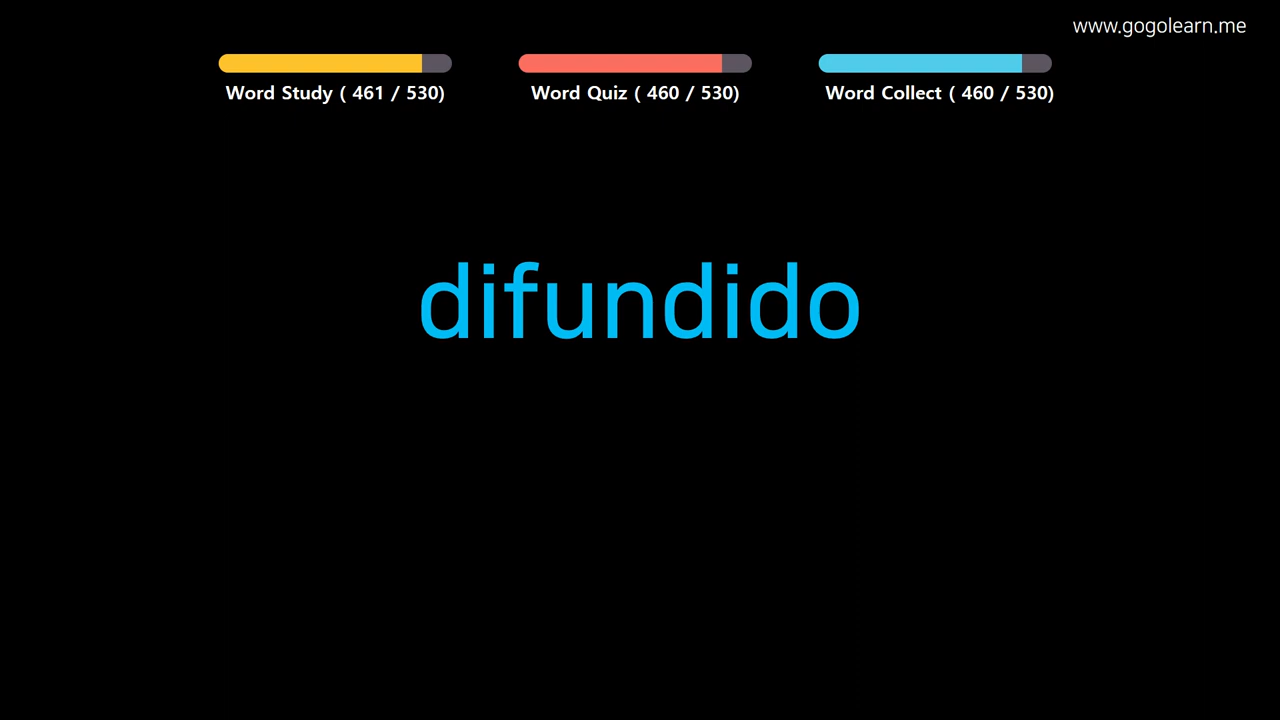 www.gogolearn.me
Word Study ( 461 / 530)
Word Quiz ( 460 / 530)
Word Collect ( 460 / 530)
difundido